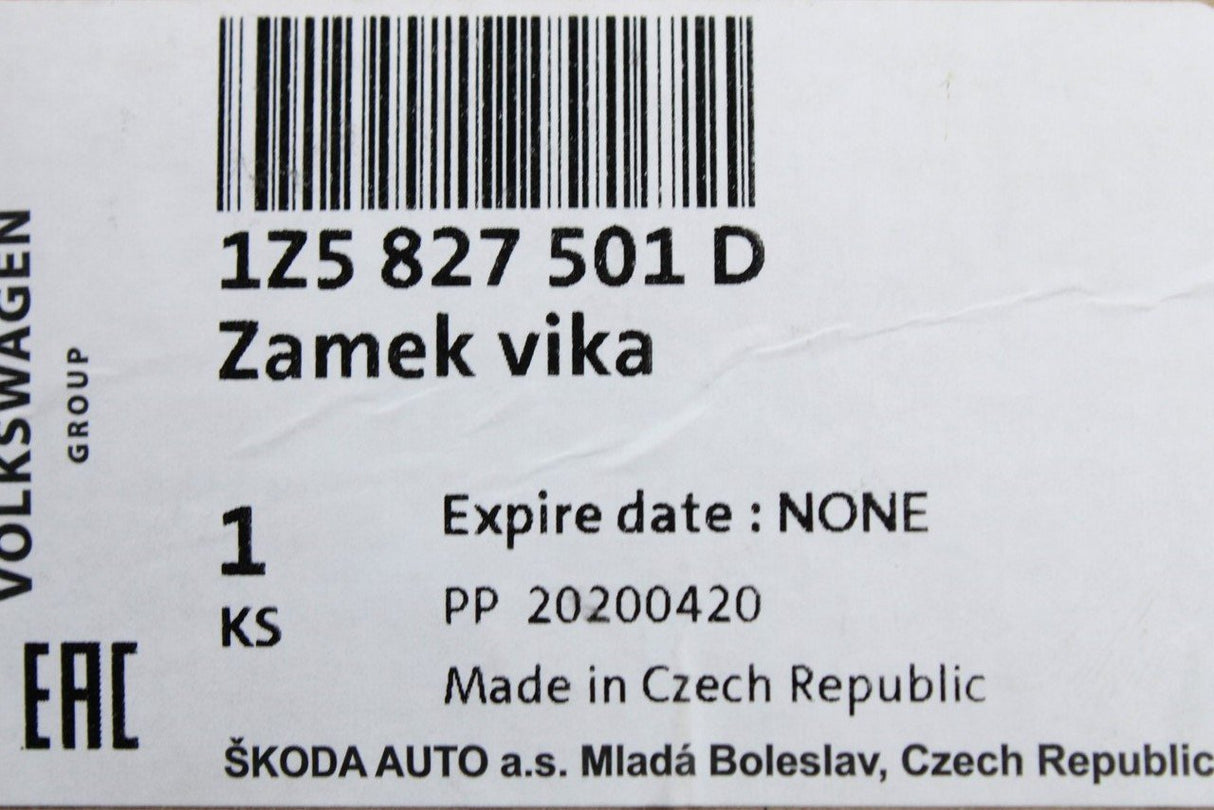 1Z5 827 501 D
Zamek vika
VOLKSWAGEN
GROUP
1
KS
Expire date : NONE
PP 20200420
Made in Czech Republic
EAC
ŠKODA AUTO a.s. Mladá Boleslav, Czech Republic